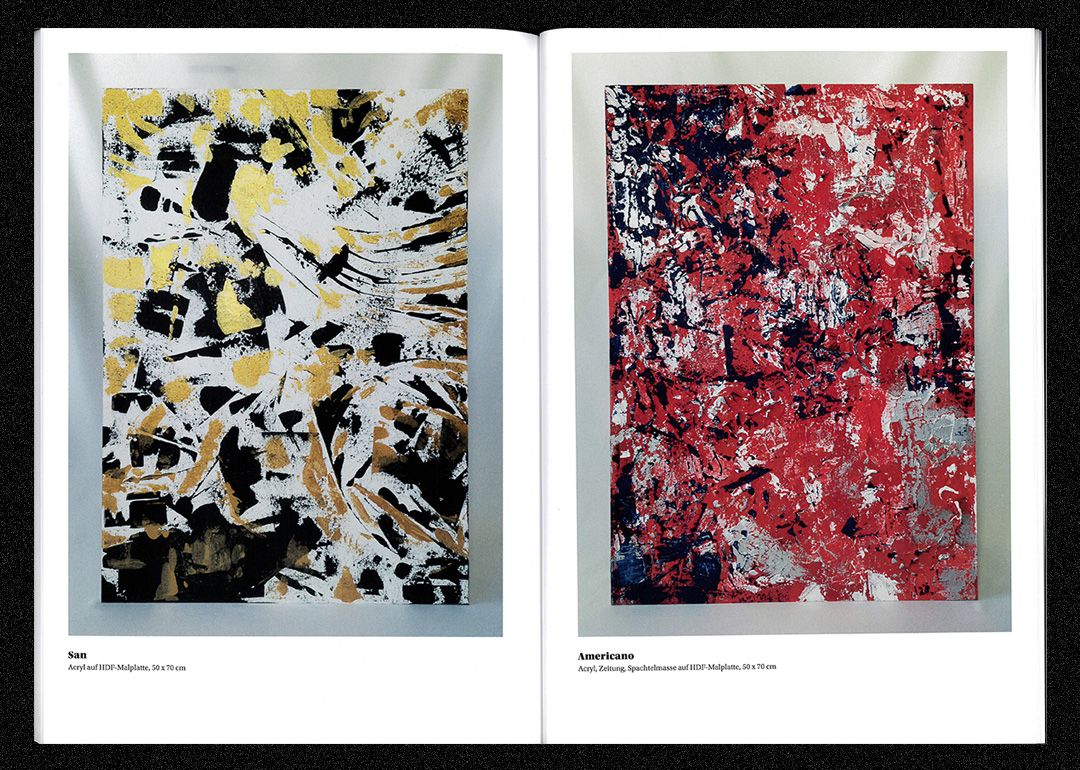 San
Acryl auf HDF-Malplatte, 50 x 70 cm
Americano
Acryl, Zeitung, Spachtelmasse auf HDF-Malplatte, 50 x 70 cm